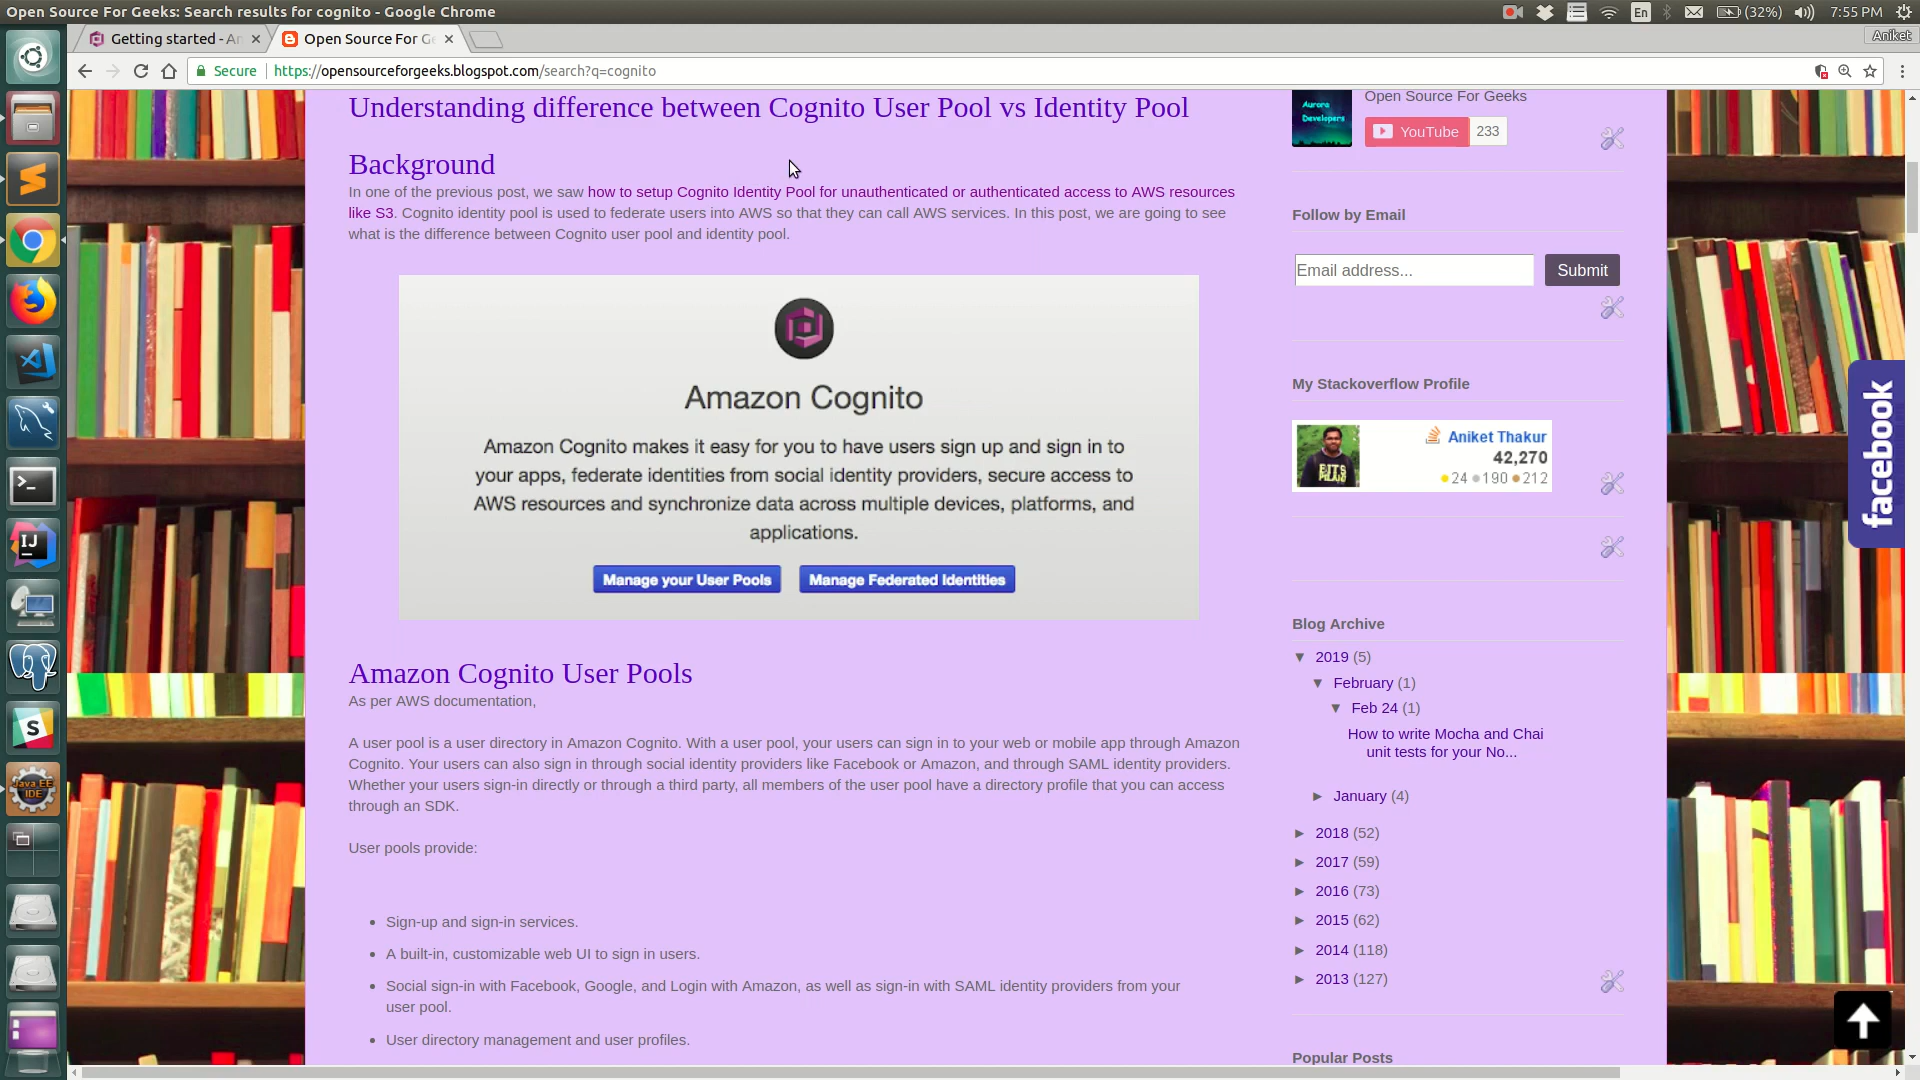 Open Source For Geeks: Search results for cognito - Google Chrome
En
(32%)
7:55 PM
Getting started - Am
Open Source For Ge
Aniket
Secure
https://opensourceforgeeks.blogspot.com/search?q=cognito
Understanding difference between Cognito User Pool vs Identity Pool
Background
In one of the previous post, we saw how to setup Cognito Identity Pool for unauthenticated or authenticated access to AWS resources
like S3. Cognito identity pool is used to federate users into AWS so that they can call AWS services. In this post, we are going to see
what is the difference between Cognito user pool and identity pool.
Amazon Cognito
Amazon Cognito makes it easy for you to have users sign up and sign in to
your apps, federate identities from social identity providers, secure access to
AWS resources and synchronize data across multiple devices, platforms, and
applications.
Manage your User Pools
Manage Federated Identities
Amazon Cognito User Pools
As per AWS documentation,
A user pool is a user directory in Amazon Cognito. With a user pool, your users can sign in to your web or mobile app through Amazon
Cognito. Your users can also sign in through social identity providers like Facebook or Amazon, and through SAML identity providers.
Whether your users sign-in directly or through a third party, all members of the user pool have a directory profile that you can access
through an SDK.
User pools provide:
• Sign-up and sign-in services.
• A built-in, customizable web UI to sign in users.
• Social sign-in with Facebook, Google, and Login with Amazon, as well as sign-in with SAML identity providers from your
user pool.
• User directory management and user profiles.
Aurora
Developers
Open Source For Geeks
YouTube
233
Follow by Email
Email address...
Submit
My Stackoverflow Profile
Aniket Thakur
42,270
24 190 212
Blog Archive
▼ 2019 (5)
▼ February (1)
▼ Feb 24 (1)
How to write Mocha and Chai
unit tests for your No...
► January (4)
► 2018 (52)
► 2017 (59)
► 2016 (73)
► 2015 (62)
► 2014 (118)
► 2013 (127)
Popular Posts
facebook
IJ
S
Java EE
IDE